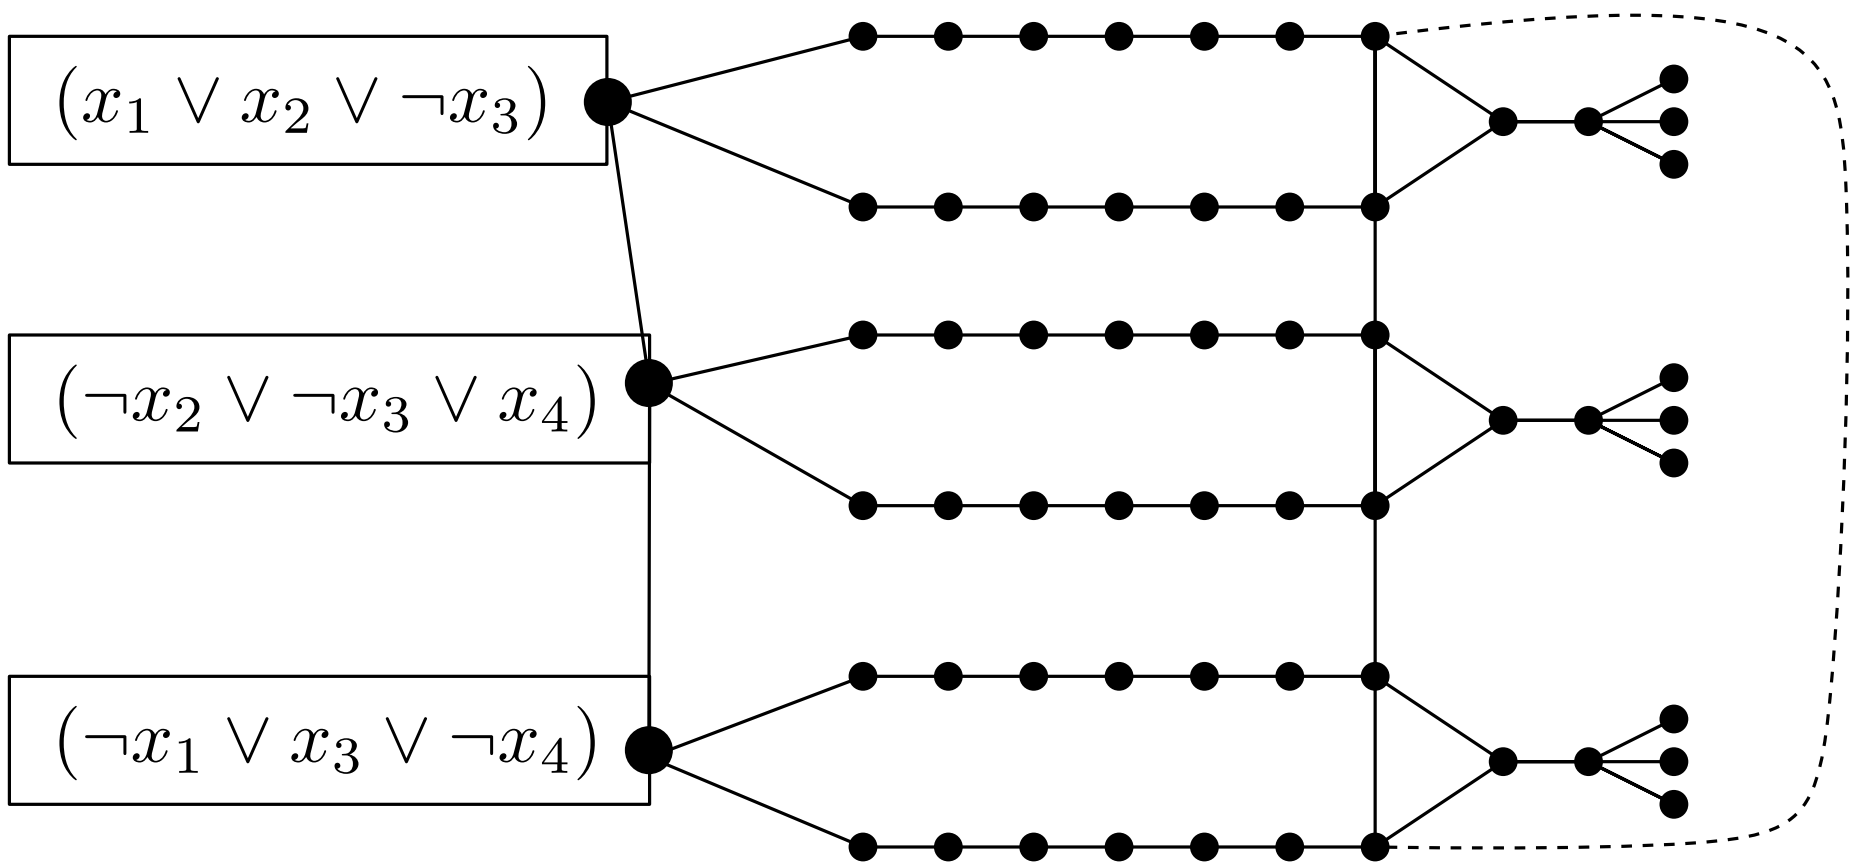 (x₁ ∨ x₂ ∨ ¬x₃)
(¬x₂ ∨ ¬x₃ ∨ x₄)
(¬x₁ ∨ x₃ ∨ ¬x₄)